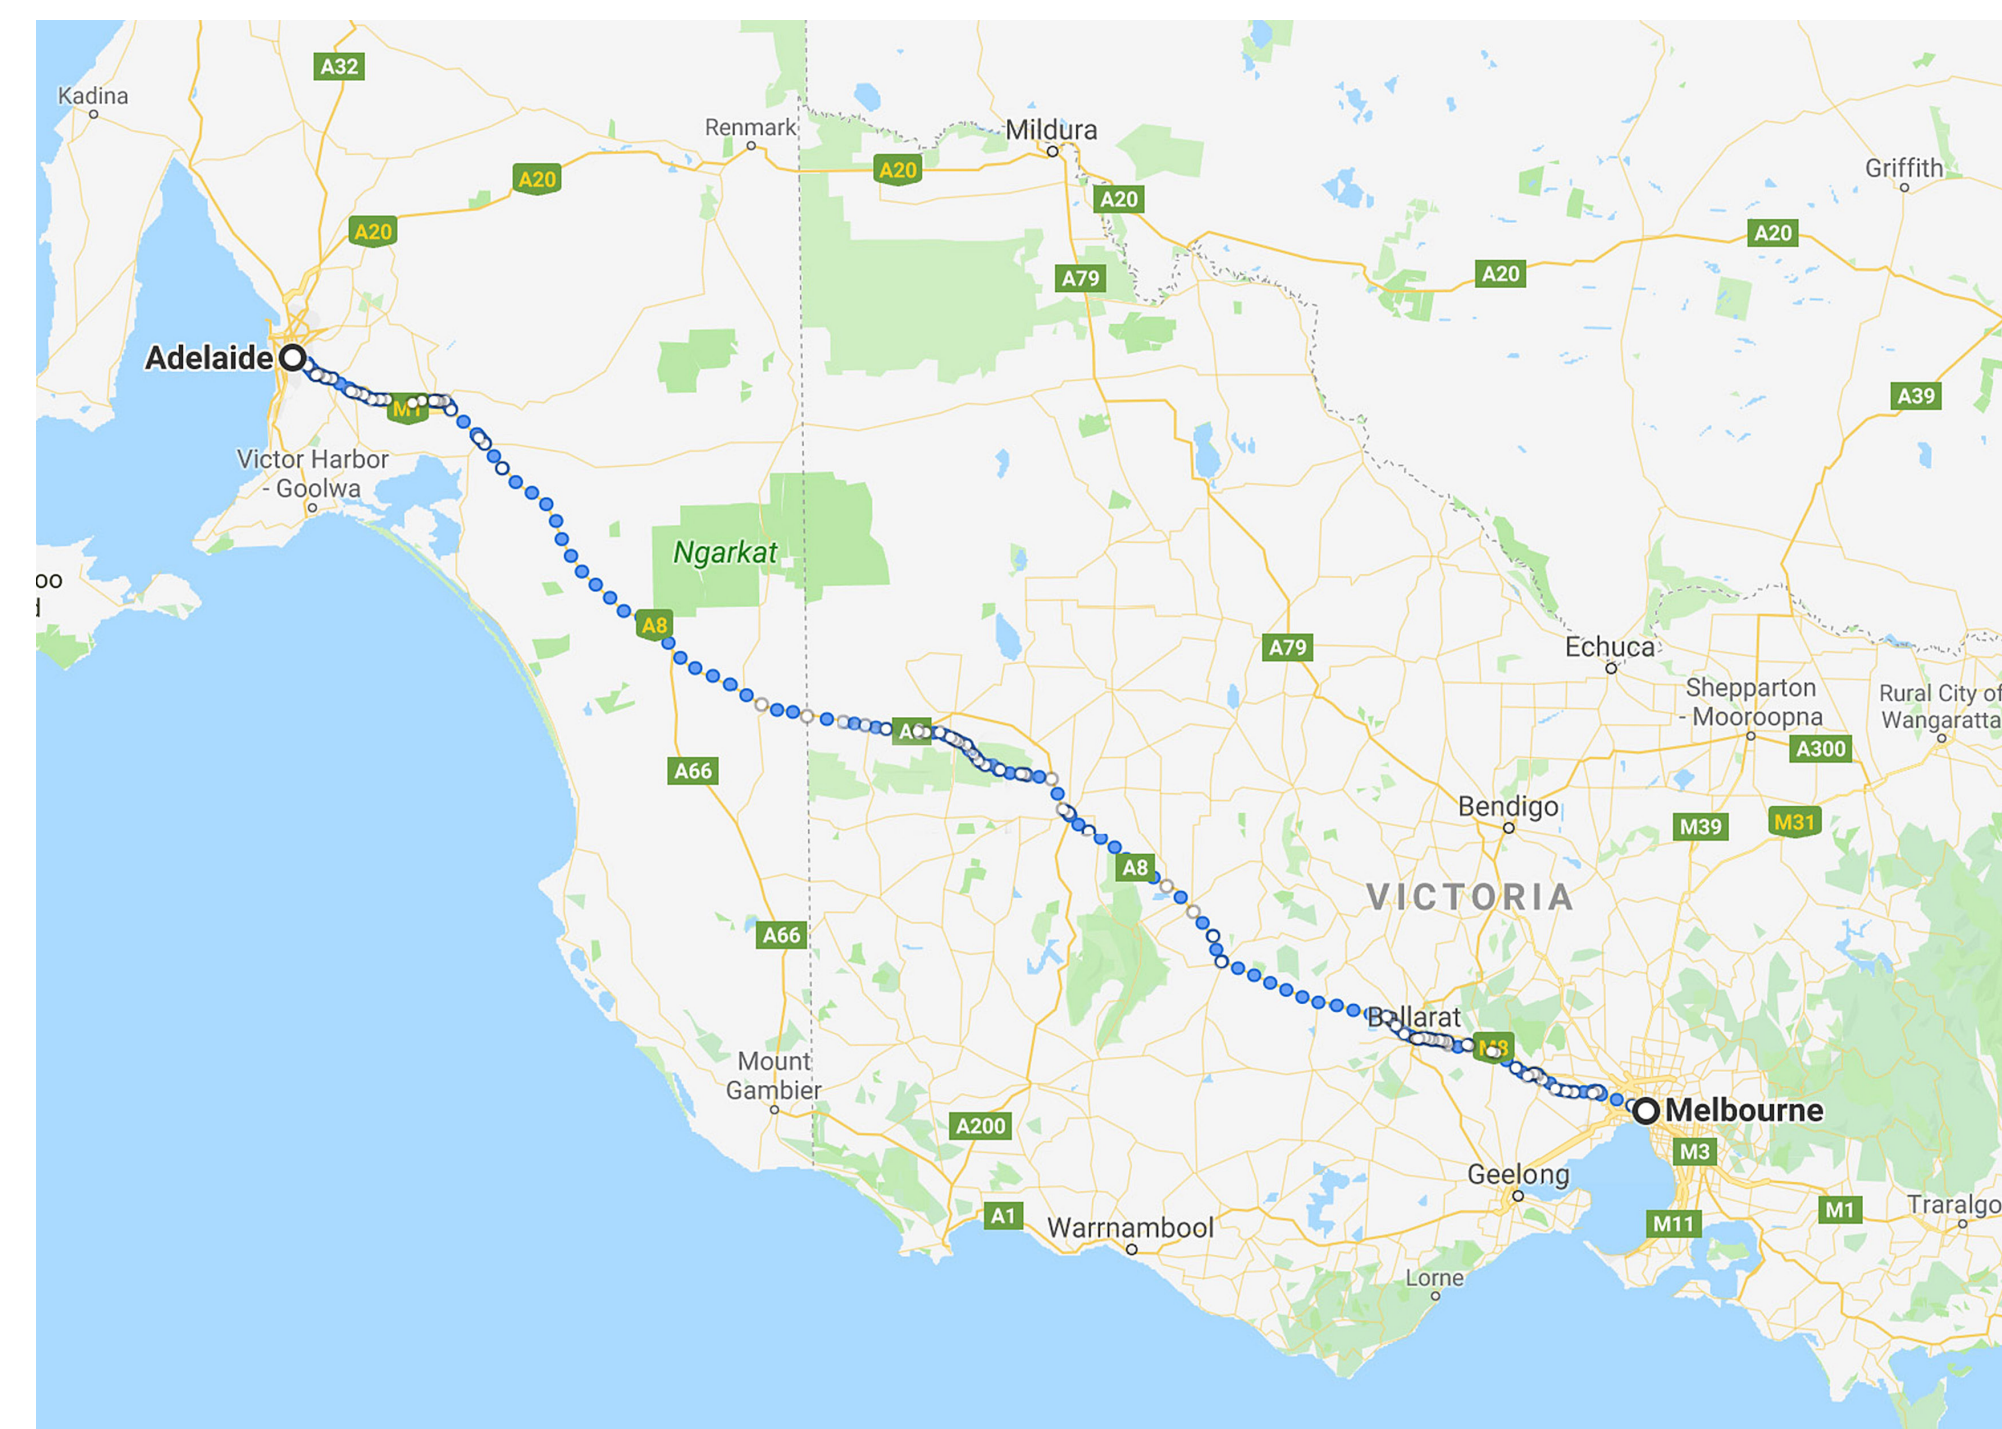 A32
Kadina
Renmark
Mildura
A20
A20
Griffith
A20
A20
A20
A79
A20
Adelaide
A39
M1
Victor Harbor
- Goolwa
Ngarkat
oo
A8
A79
Echuca
Shepparton
- Mooroopna
Rural City of
Wangaratta
A300
A66
Bendigo
M39
M31
A8
VICTORIA
A66
Ballarat
M8
Mount
Gambier
Melbourne
A200
M3
Geelong
A1
Warrnambool
M11
M1
Traralgo
Lorne